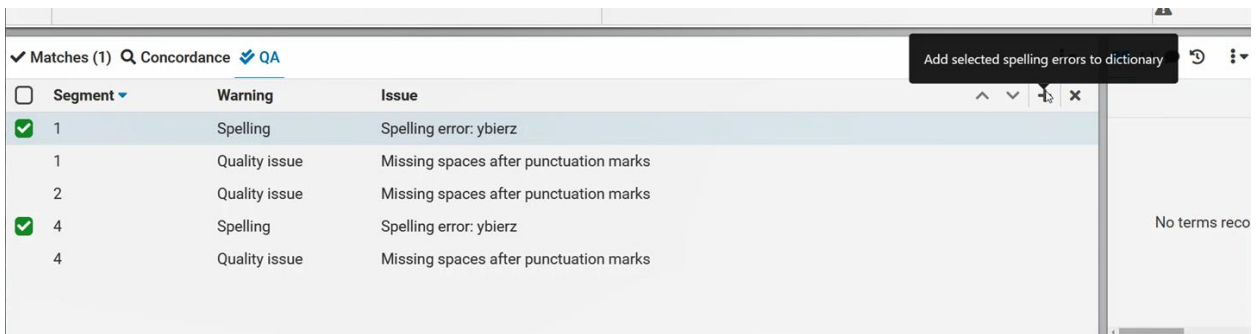 Matches (1) Concordance QA
Add selected spelling errors to dictionary
Segment Warning Issue
1 Spelling Spelling error: ybierz
1 Quality issue Missing spaces after punctuation marks
2 Quality issue Missing spaces after punctuation marks
4 Spelling Spelling error: ybierz
No terms reco
4 Quality issue Missing spaces after punctuation marks